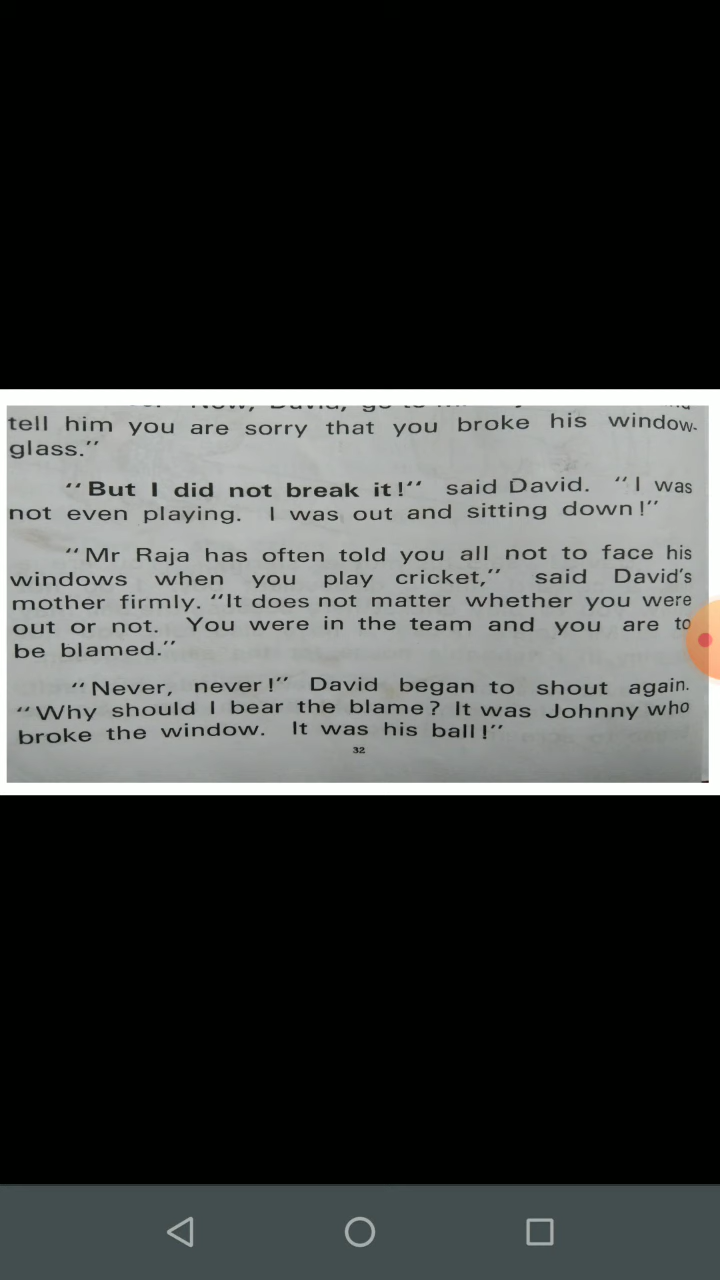 tell him you are sorry that you broke his window-
glass."
"But I did not break it!" said David. "I was
not even playing. I was out and sitting down!"
"Mr Raja has often told you all not to face his
windows when you play cricket," said David's
mother firmly. "It does not matter whether you were
out or not. You were in the team and you are to
be blamed."
"Never, never!" David began to shout again.
"Why should I bear the blame? It was Johnny who
broke the window. It was his ball!"
32